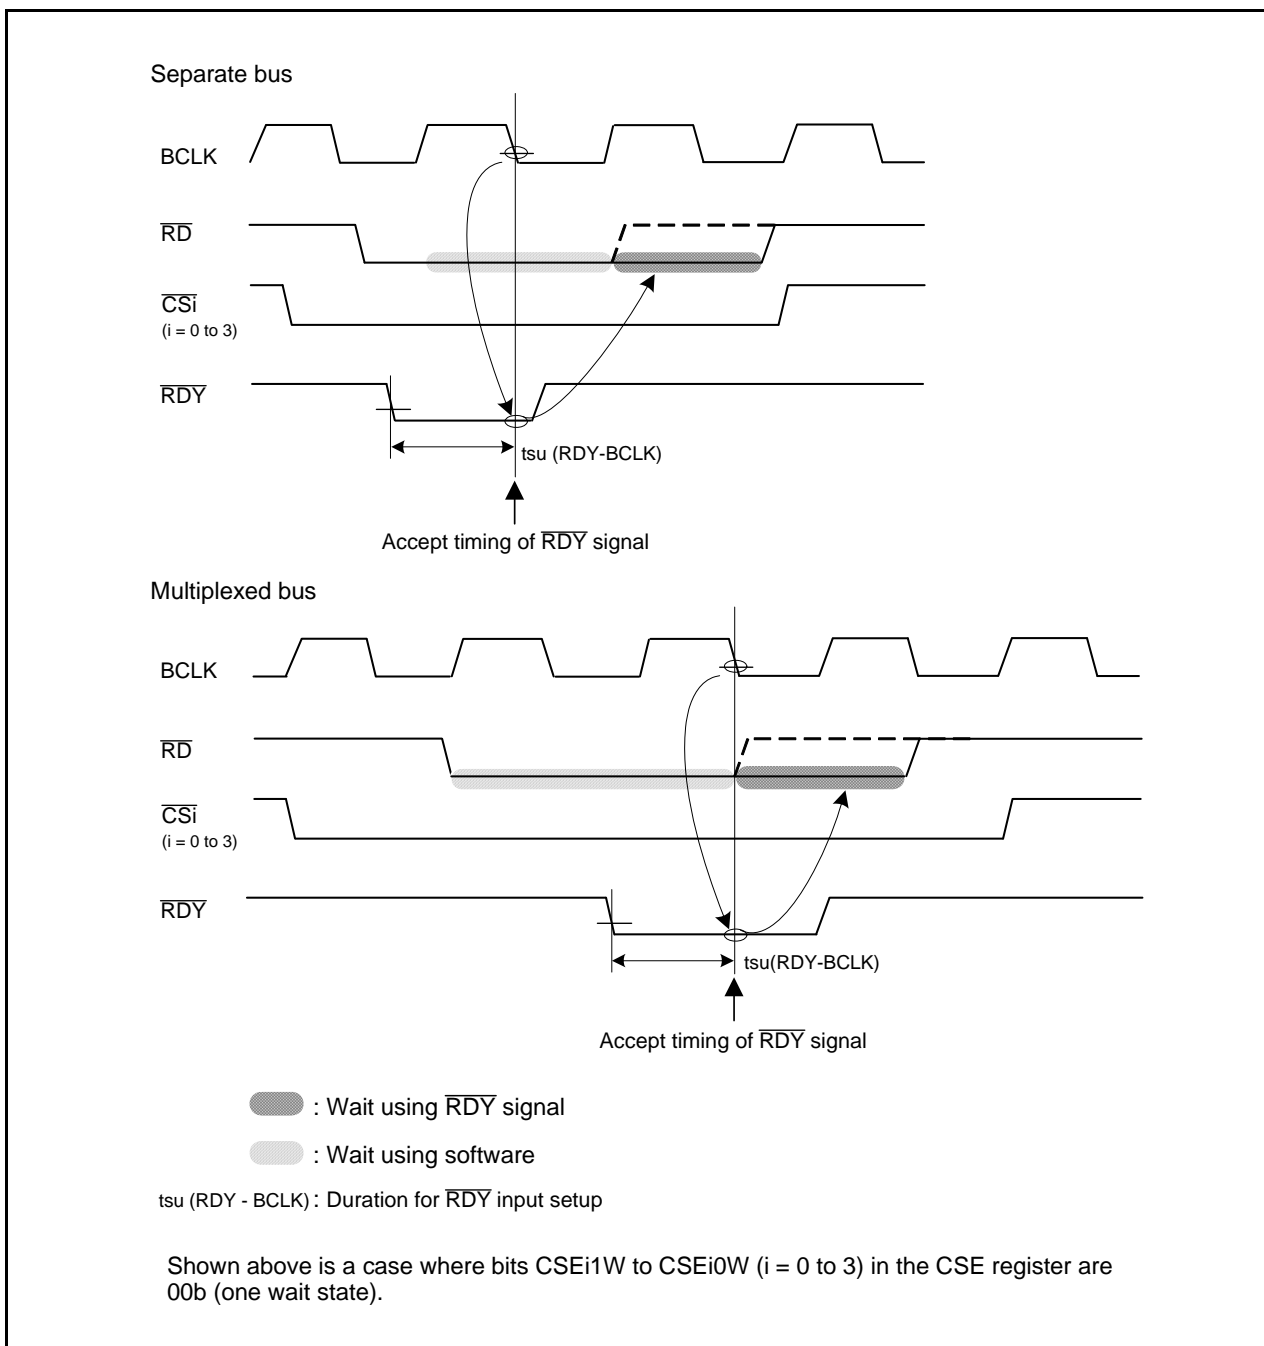 Separate bus
BCLK
RD
CSi
(i = 0 to 3)
RDY
tsu (RDY-BCLK)
Accept timing of RDY signal
Multiplexed bus
BCLK
RD
CSi
(i = 0 to 3)
RDY
tsu(RDY-BCLK)
Accept timing of RDY signal
: Wait using RDY signal
: Wait using software
tsu (RDY - BCLK) : Duration for RDY input setup
Shown above is a case where bits CSEi1W to CSEi0W (i = 0 to 3) in the CSE register are
00b (one wait state).